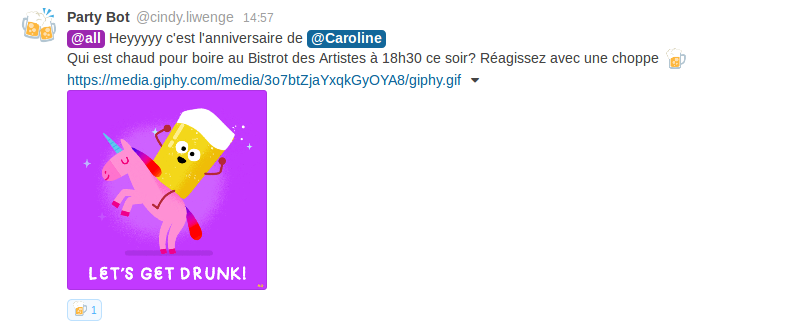 Party Bot @cindy.liwenge 14:57
@all Heyyyyy c'est l'anniversaire de @Caroline
Qui est chaud pour boire au Bistrot des Artistes à 18h30 ce soir? Réagissez avec une choppe
https://media.giphy.com/media/3o7btZjaYxqkGyOYA8/giphy.gif
LET'S GET DRUNK!
1